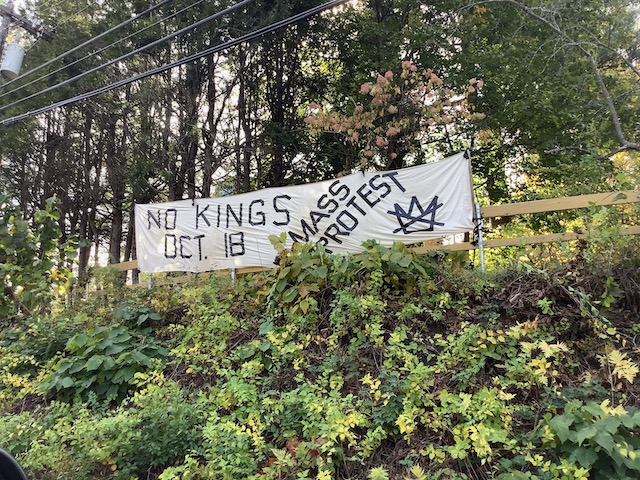 NO KINGS
OCT. 18
MASS
PROTEST